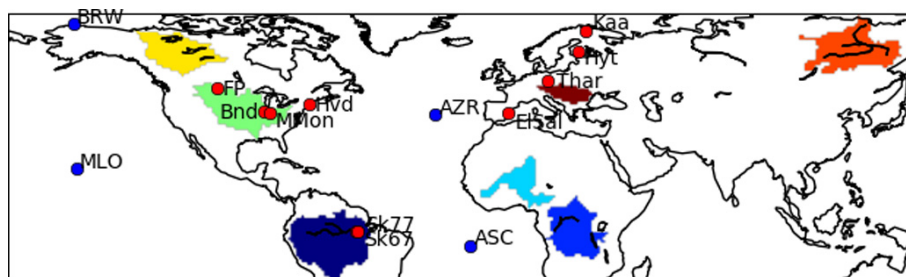 BRW
Kaa
Hyt
Thar
FP
Hvd
Bnd
MMon
AZR
ElSal
MLO
Sk77
Sk67
ASC